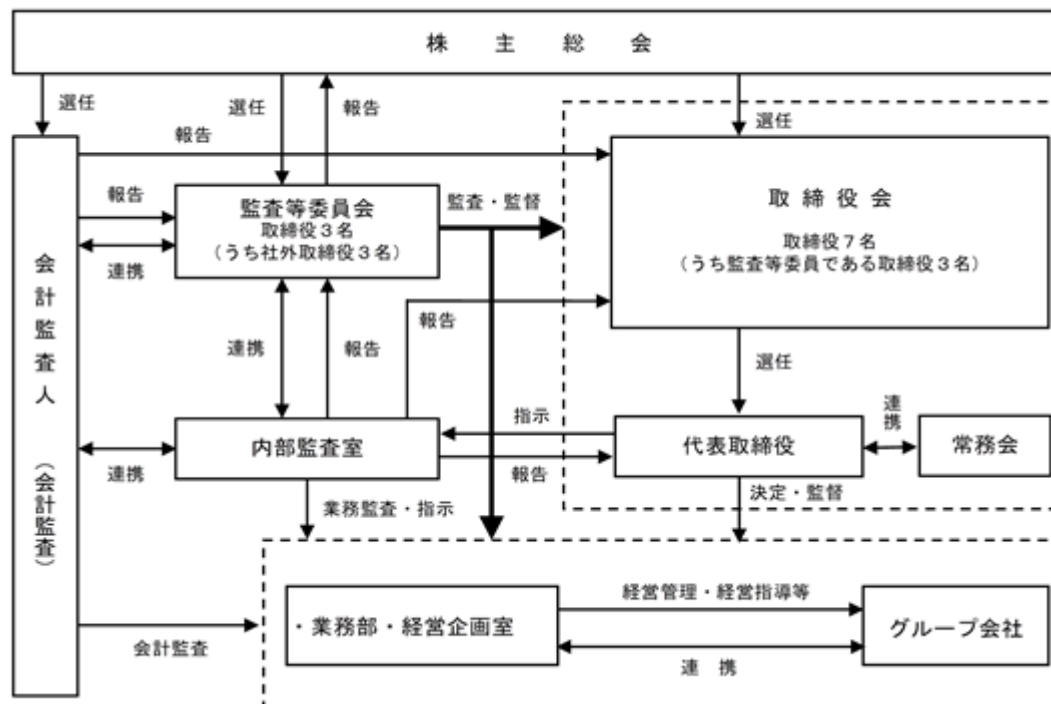 株主総会
選任
選任
報告
選任
報告
報告
連携
監査等委員会
取締役3名
（うち社外取締役3名）
監査・監督
取締役会
取締役7名
（うち監査等委員である取締役3名）
会計監査人
（会計監査）
連携
報告
報告
選任
連携
内部監査室
指示
報告
代表取締役
連携
常務会
業務監査・指示
決定・監督
会計監査
・業務部・経営企画室
経営管理・経営指導等
連携
グループ会社